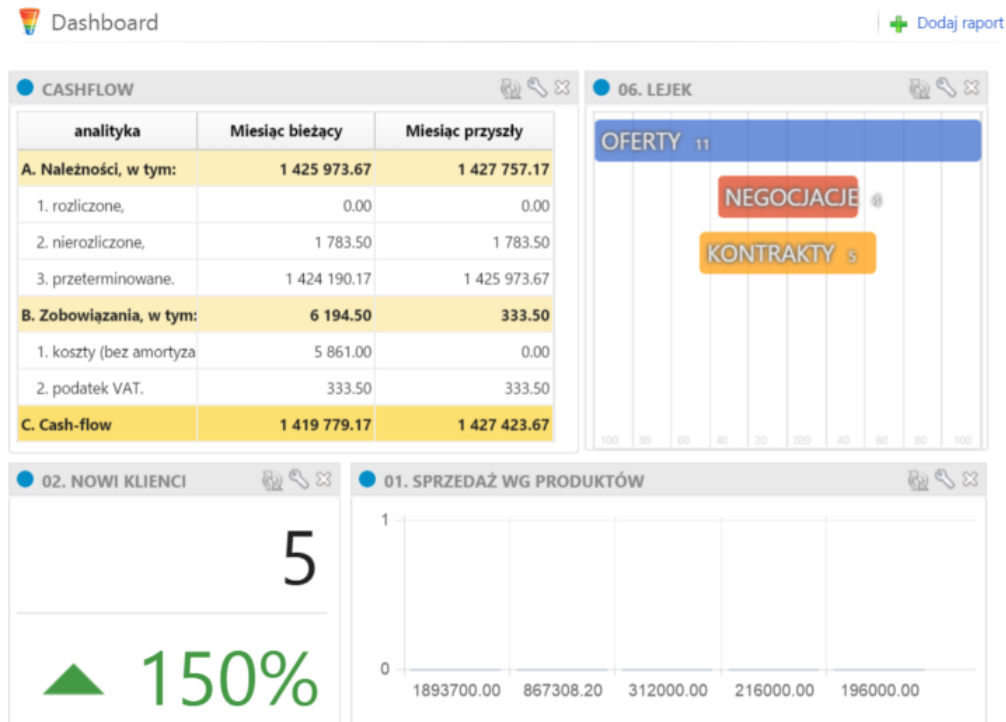 Dashboard
Dodaj raport
CASHFLOW
analityka Miesiąc bieżący Miesiąc przyszły
A. Należności, w tym: 1 425 973.67 1 427 757.17
1. rozliczone, 0.00 0.00
2. nierozliczone, 1 783.50 1 783.50
3. przeterminowane. 1 424 190.17 1 425 973.67
B. Zobowiązania, w tym: 6 194.50 333.50
1. koszty (bez amortyza 5 861.00 0.00
2. podatek VAT. 333.50 333.50
C. Cash-flow 1 419 779.17 1 427 423.67
06. LEJEK
OFERTY 11
NEGOCJACJE
KONTRAKTY 5
100 80 60 40 20 020 40 60 80 100
02. NOWI KLIENCI
5
150%
01. SPRZEDAŻ WG PRODUKTÓW
1
0
1893700.00 867308.20 312000.00 216000.00 196000.00